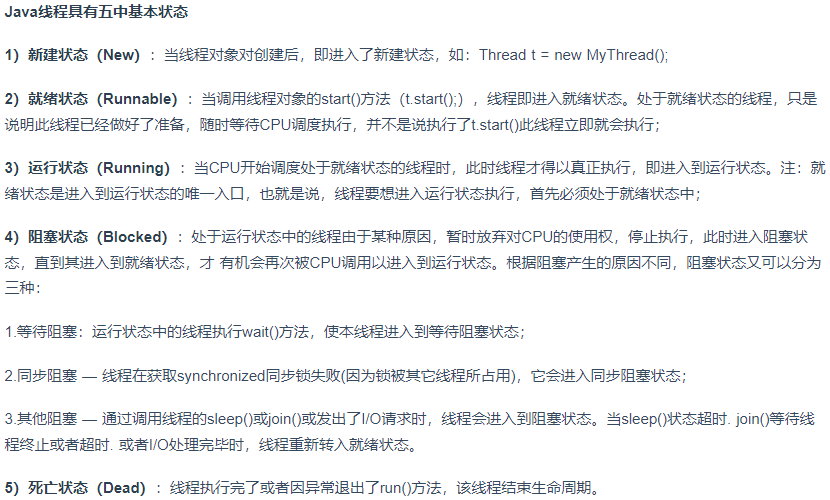 Java线程具有五中基本状态
1）新建状态（New）：当线程对象对创建后，即进入了新建状态，如：Thread t = new MyThread();
2）就绪状态（Runnable）：当调用线程对象的start()方法（t.start();），线程即进入就绪状态。处于就绪状态的线程，只是
说明此线程已经做好了准备，随时等待CPU调度执行，并不是说执行了t.start()此线程立即就会执行；
3）运行状态（Running）：当CPU开始调度处于就绪状态的线程时，此时线程才得以真正执行，即进入到运行状态。注：就
绪状态是进入到运行状态的唯一入口，也就是说，线程要想进入运行状态执行，首先必须处于就绪状态中；
4）阻塞状态（Blocked）：处于运行状态中的线程由于某种原因，暂时放弃对CPU的使用权，停止执行，此时进入阻塞状
态，直到其进入到就绪状态，才 有机会再次被CPU调用以进入到运行状态。根据阻塞产生的原因不同，阻塞状态又可以分为
三种：
1.等待阻塞：运行状态中的线程执行wait()方法，使本线程进入到等待阻塞状态；
2.同步阻塞 — 线程在获取synchronized同步锁失败(因为锁被其它线程所占用)，它会进入同步阻塞状态；
3.其他阻塞 — 通过调用线程的sleep()或join()或发出了I/O请求时，线程会进入到阻塞状态。当sleep()状态超时. join()等待线
程终止或者超时. 或者I/O处理完毕时，线程重新转入就绪状态。
5）死亡状态（Dead）：线程执行完了或者因异常退出了run()方法，该线程结束生命周期。